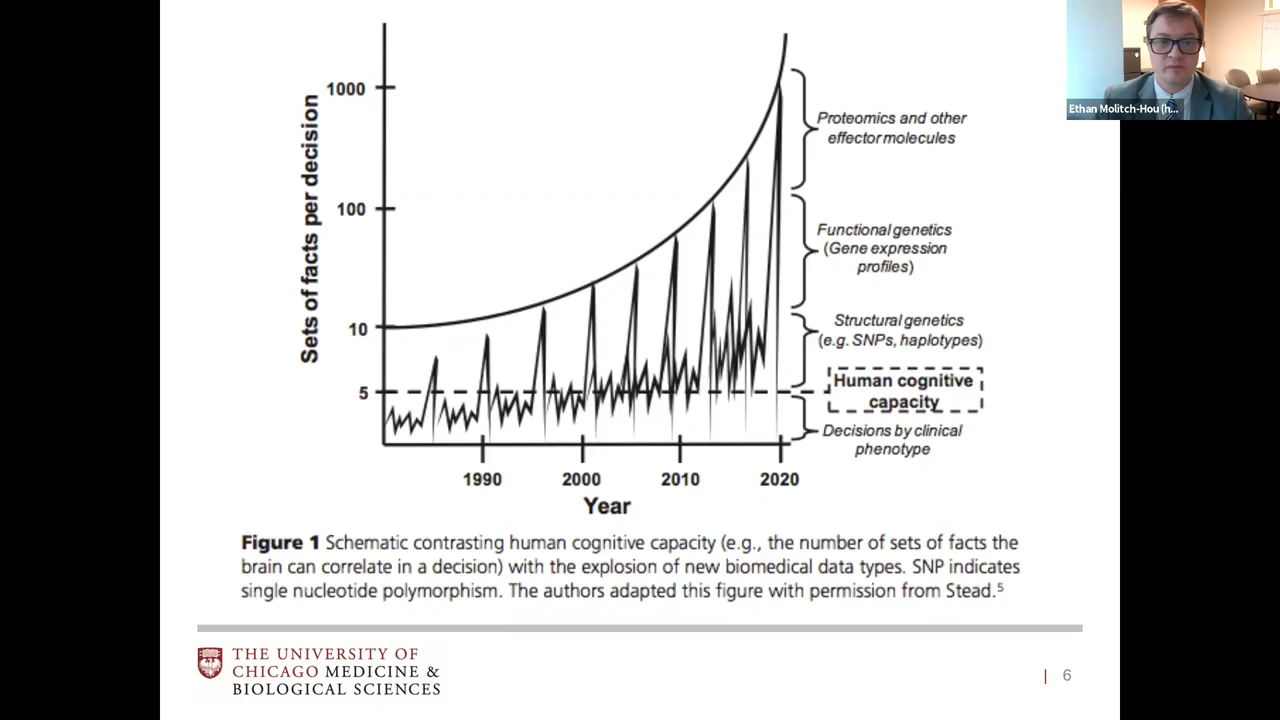 Sets of facts per decision
1000
100
10
5
1990
2000
2010
2020
Year
Proteomics and other
effector molecules
Functional genetics
(Gene expression
profiles)
Structural genetics
(e.g. SNPs, haplotypes)
Human cognitive
capacity
Decisions by clinical
phenotype
Figure 1 Schematic contrasting human cognitive capacity (e.g., the number of sets of facts the
brain can correlate in a decision) with the explosion of new biomedical data types. SNP indicates
single nucleotide polymorphism. The authors adapted this figure with permission from Stead.⁵
THE UNIVERSITY OF
CHICAGO MEDICINE &
BIOLOGICAL SCIENCES
| 6
Ethan Molitch-Hou (h...